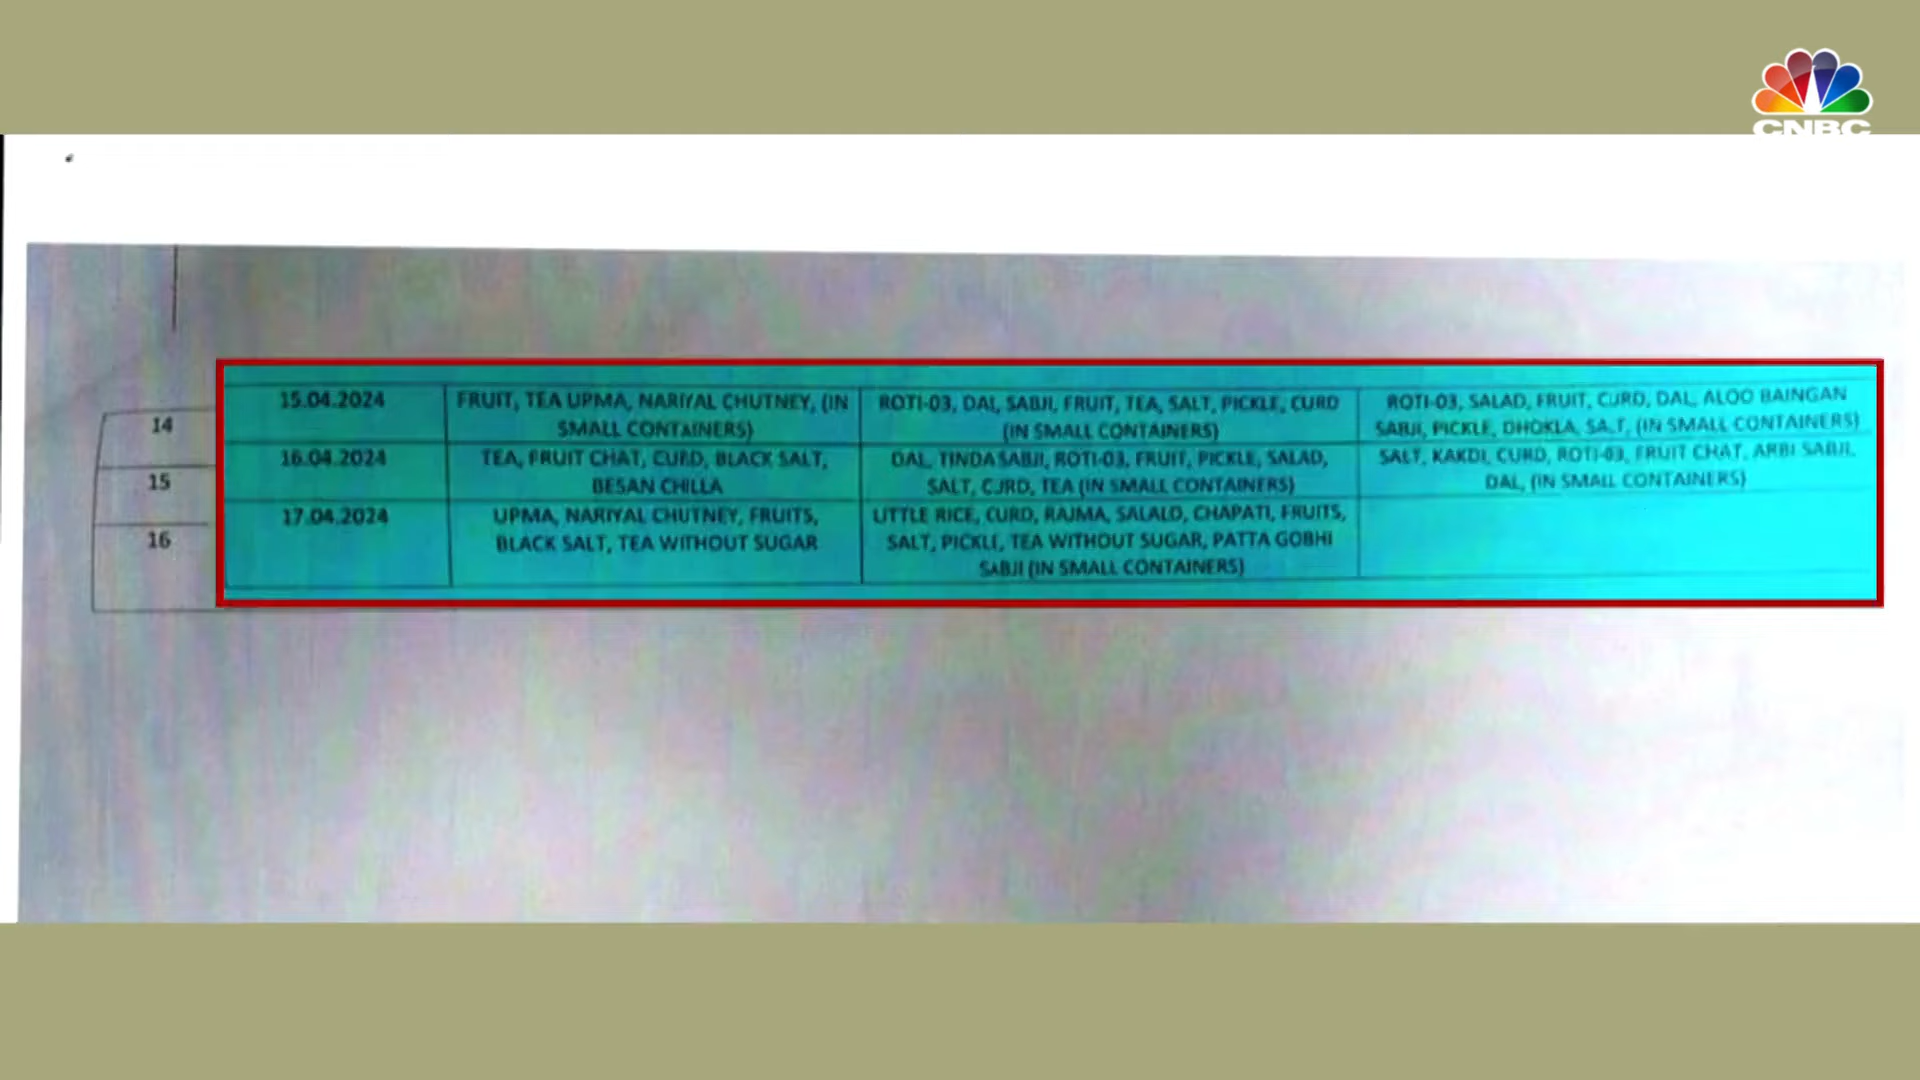 CNBC
14
15.04.2024
FRUIT, TEA UPMA, NARIYAL CHUTNEY, (IN
SMALL CONTAINERS)
ROTI-03, DAL, SABJI, FRUIT, TEA, SALT, PICKLE, CURD
(IN SMALL CONTAINERS)
ROTI-03, SALAD, FRUIT, CURD, DAL, ALOO BAINGAN
SABJI, PICKLE, DHOKLA, SALT, (IN SMALL CONTAINERS)
15
16.04.2024
TEA, FRUIT CHAT, CURD, BLACK SALT,
BESAN CHILLA
DAL, TINDA SABJI, ROTI-03, FRUIT, PICKLE, SALAD,
SALT, CURD, TEA (IN SMALL CONTAINERS)
SALT, KAKDI, CURD, ROTI-03, FRUIT CHAT, ARBI SABJI,
DAL, (IN SMALL CONTAINERS)
16
17.04.2024
UPMA, NARIYAL CHUTNEY, FRUITS,
BLACK SALT, TEA WITHOUT SUGAR
LITTLE RICE, CURD, RAJMA, SALALD, CHAPATI, FRUITS,
SALT, PICKLE, TEA WITHOUT SUGAR, PATTA GOBHI
SABJI (IN SMALL CONTAINERS)